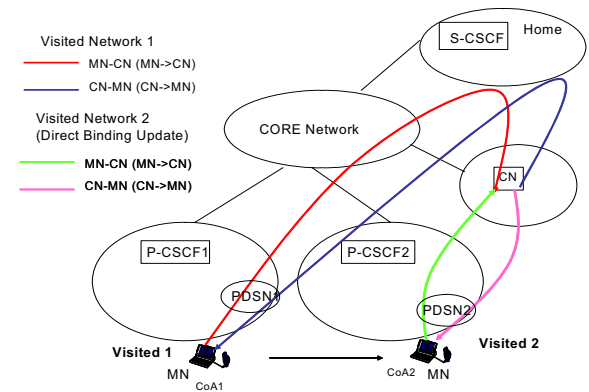 Visited Network 1
MN-CN (MN->CN)
CN-MN (CN->MN)
Visited Network 2
(Direct Binding Update)
MN-CN (MN->CN)
CN-MN (CN->MN)
S-CSCF
Home
CORE Network
CN
P-CSCF1
P-CSCF2
PDSN1
PDSN2
Visited 1
Visited 2
MN
CoA1
CoA2
MN